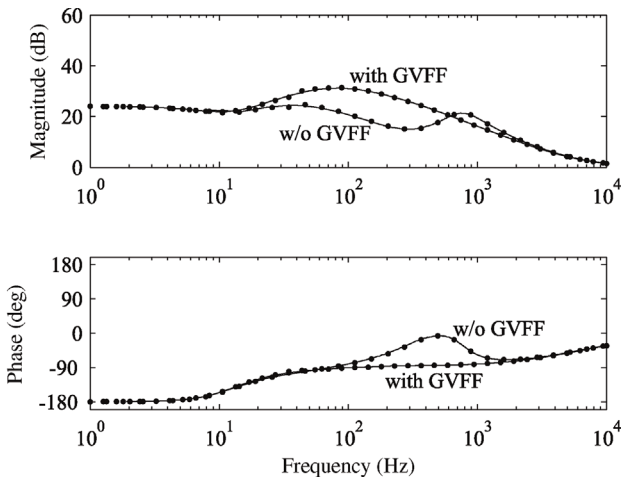 Magnitude (dB)
60
40
20
0
with GVFF
w/o GVFF
10^0
10^1
10^2
10^3
10^4
Phase (deg)
180
90
0
-90
-180
w/o GVFF
with GVFF
10^0
10^1
10^2
10^3
10^4
Frequency (Hz)